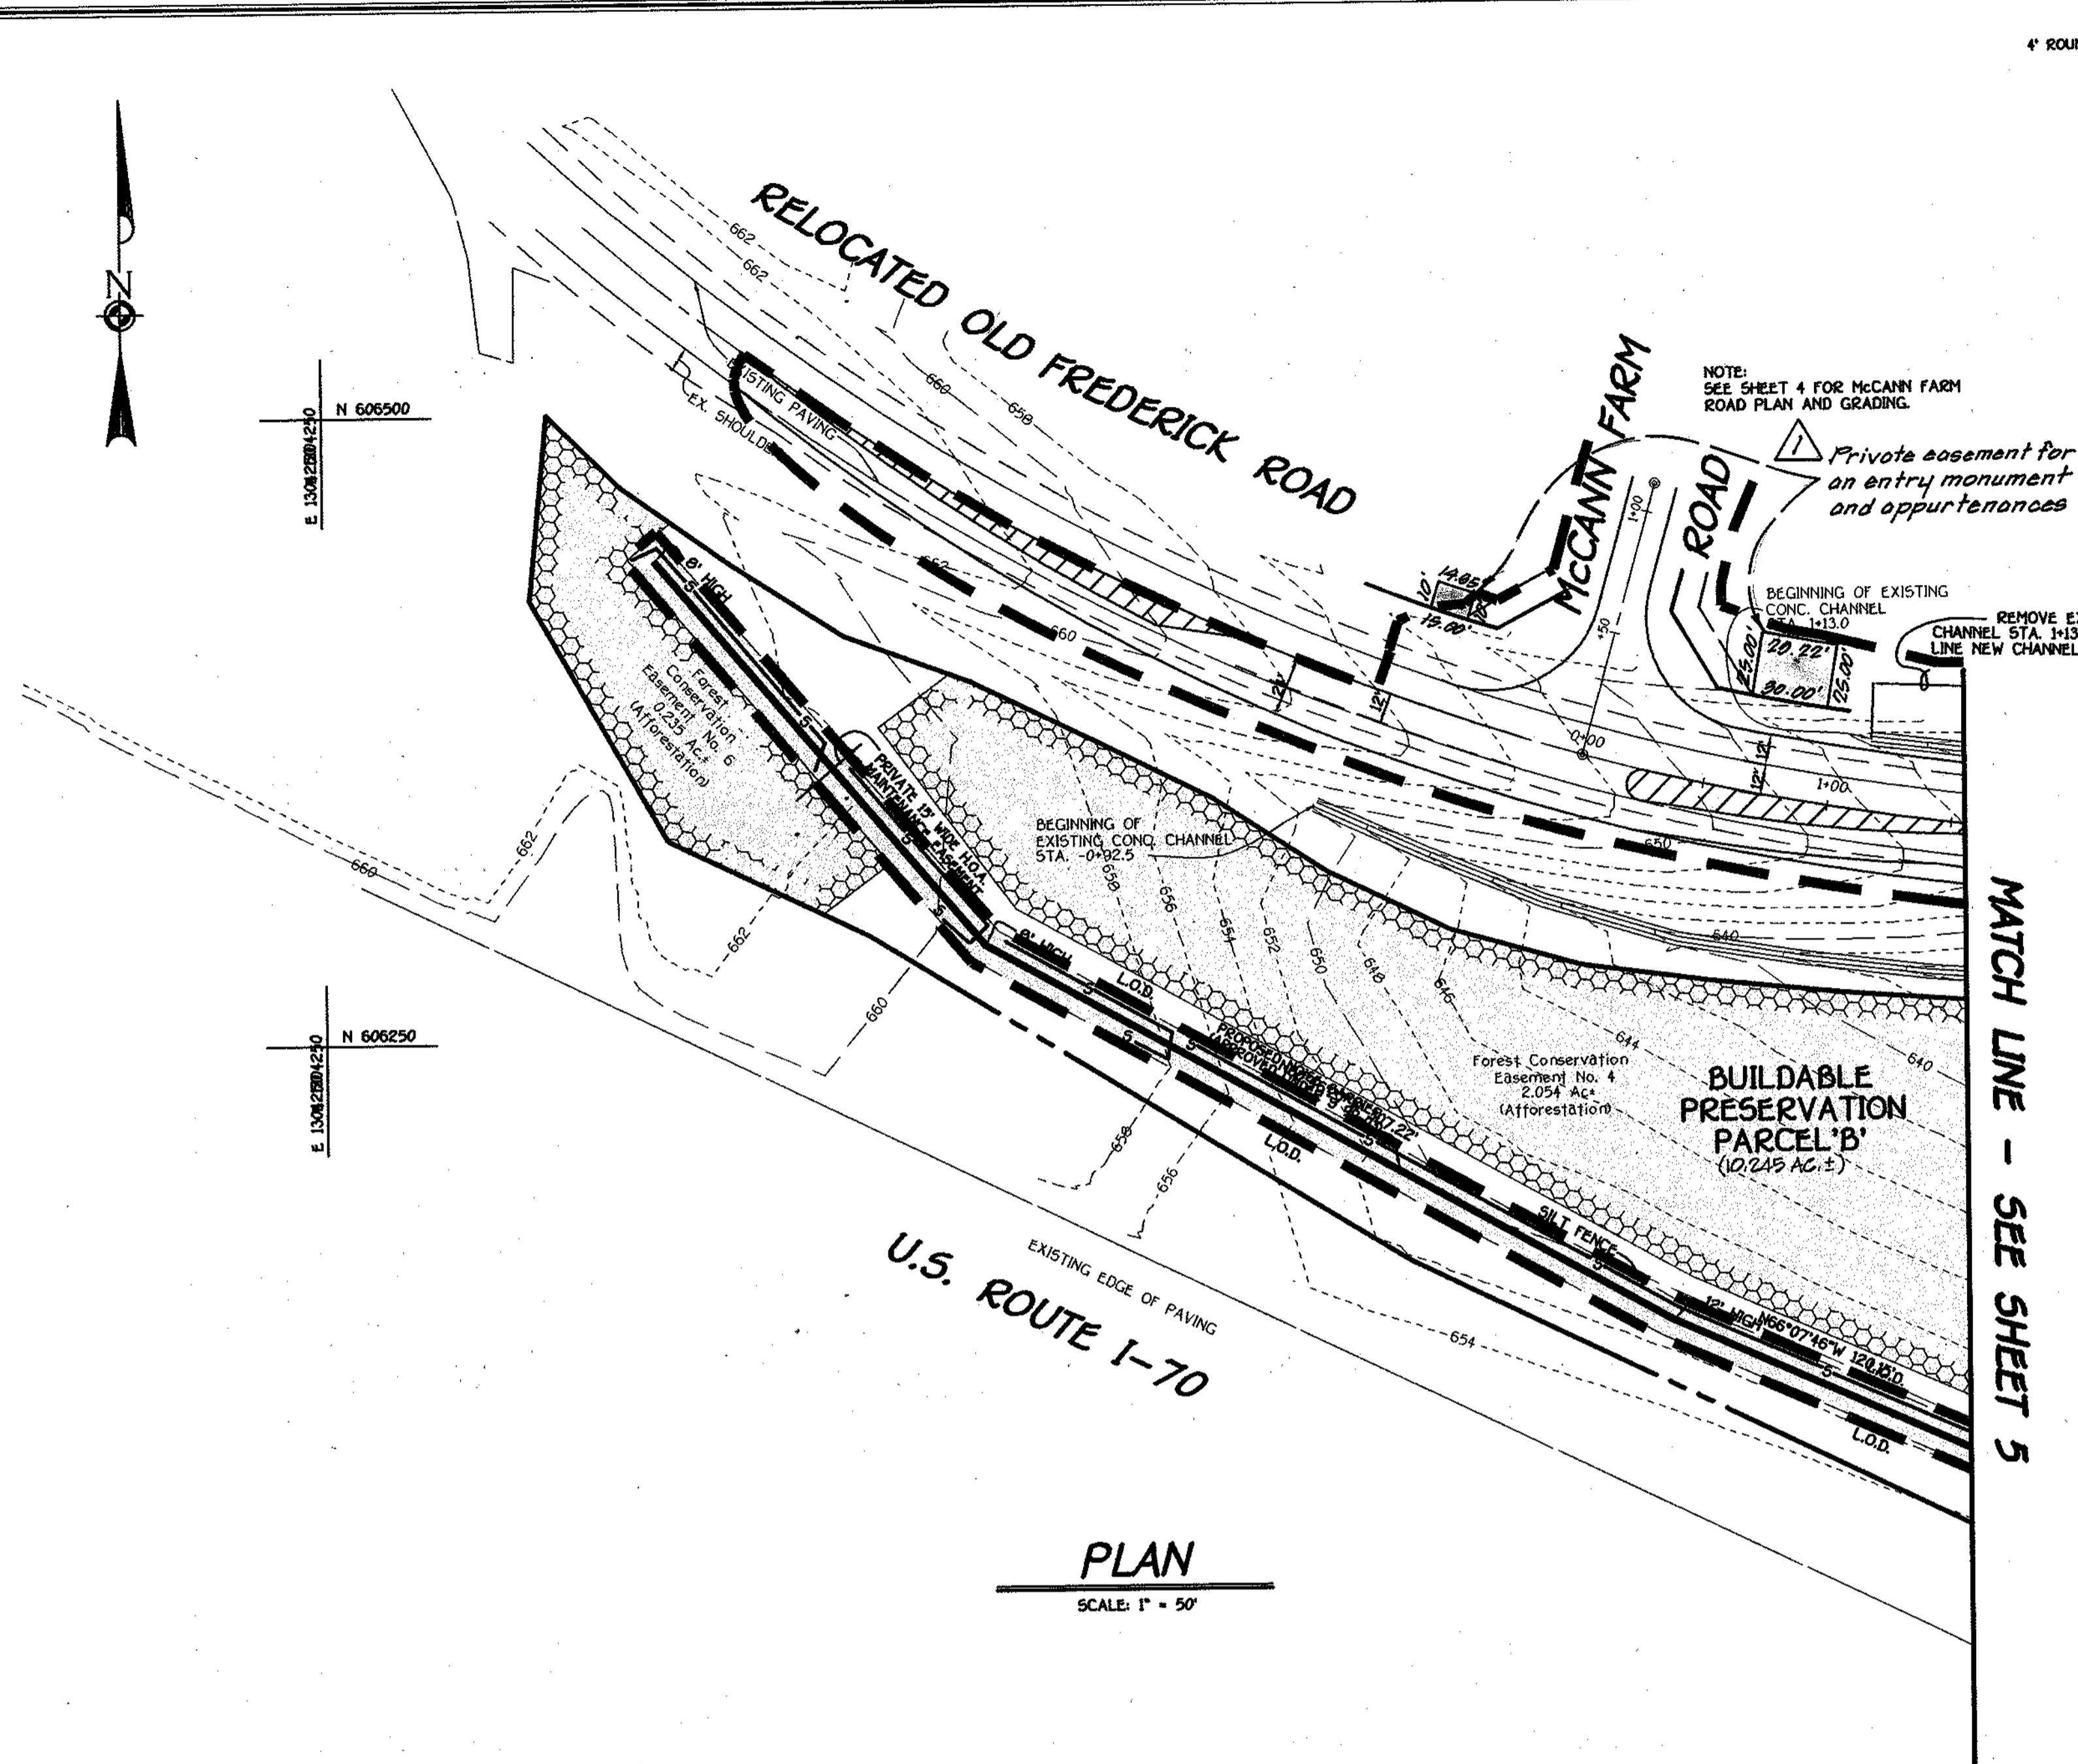 4' ROU
RELOCATED OLD FREDERICK ROAD
662
662
660
658
N
N 606500
EXISTING PAVING
EX. SHOULDER
McCANN FARM
ROAD
NOTE:
SEE SHEET 4 FOR McCANN FARM
ROAD PLAN AND GRADING.
1
Private easement for
an entry monument
and appurtenances
1+00
+50
0+00
14.85'
10'
15.00'
BEGINNING OF EXISTING
CONC. CHANNEL
STA. 1+13.0
REMOVE E
CHANNEL STA. 1+13
LINE NEW CHANNEL
25.00'
20.22'
30.00'
25.00'
12'
12'
12'
12'
1+00
8' HIGH
Forest
Conservation
Easement No. 6
0.235 Ac.±
(Afforestation)
662
660
PRIVATE 15' WIDE H.O.A.
MAINTENANCE EASEMENT
BEGINNING OF
EXISTING CONC. CHANNEL
STA. -0+92.5
658
656
654
652
650
648
646
650
640
644
640
660
662
662
660
8' HIGH
L.O.D.
N 606250
658
656
L.O.D.
Forest Conservation
Easement No. 4
2.054 Ac±
(Afforestation)
BUILDABLE
PRESERVATION
PARCEL 'B'
(10.245 AC.±)
SILT FENCE
12' HIGH
N66°07'46"W 120.15'
L.O.D.
L.O.D.
U.S. ROUTE I-70
EXISTING EDGE OF PAVING
654
MATCH LINE - SEE SHEET 5
PLAN
SCALE: 1" = 50'